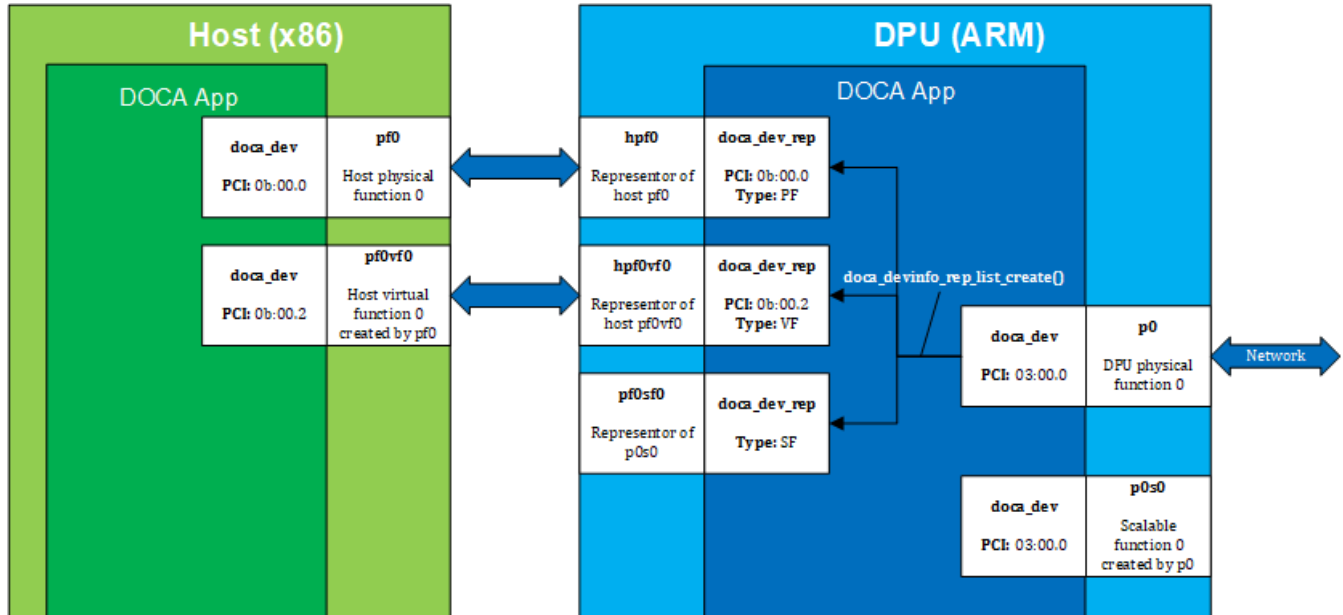 Host (x86)
DOCA App
doca_dev
PCI: 0b:00.0
pf0
Host physical
function 0
doca_dev
PCI: 0b:00.2
pf0vf0
Host virtual
function 0
created by pf0
DPU (ARM)
DOCA App
hpf0
Representor of
host pf0
doca_dev_rep
PCI: 0b:00.0
Type: PF
hpf0vf0
Representor of
host pf0vf0
doca_dev_rep
PCI: 0b:00.2
Type: VF
pf0sf0
Representor of
p0s0
doca_dev_rep
Type: SF
doca_devinfo_rep_list_create()
doca_dev
PCI: 03:00.0
p0
DPU physical
function 0
Network
doca_dev
PCI: 03:00.0
p0s0
Scalable
function 0
created by p0